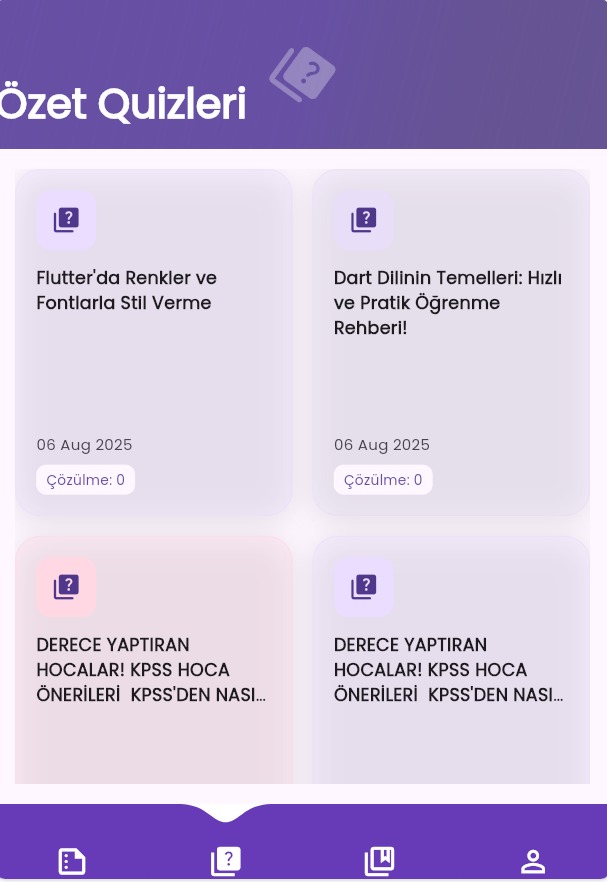 Özet Quizleri
Flutter'da Renkler ve
Fontlarla Stil Verme
06 Aug 2025
Çözülme: 0
Dart Dilinin Temelleri: Hızlı
ve Pratik Öğrenme
Rehberi!
06 Aug 2025
Çözülme: 0
DERECE YAPTIRAN
HOCALAR! KPSS HOCA
ÖNERİLERİ  KPSS'DEN NASI...
DERECE YAPTIRAN
HOCALAR! KPSS HOCA
ÖNERİLERİ  KPSS'DEN NASI...